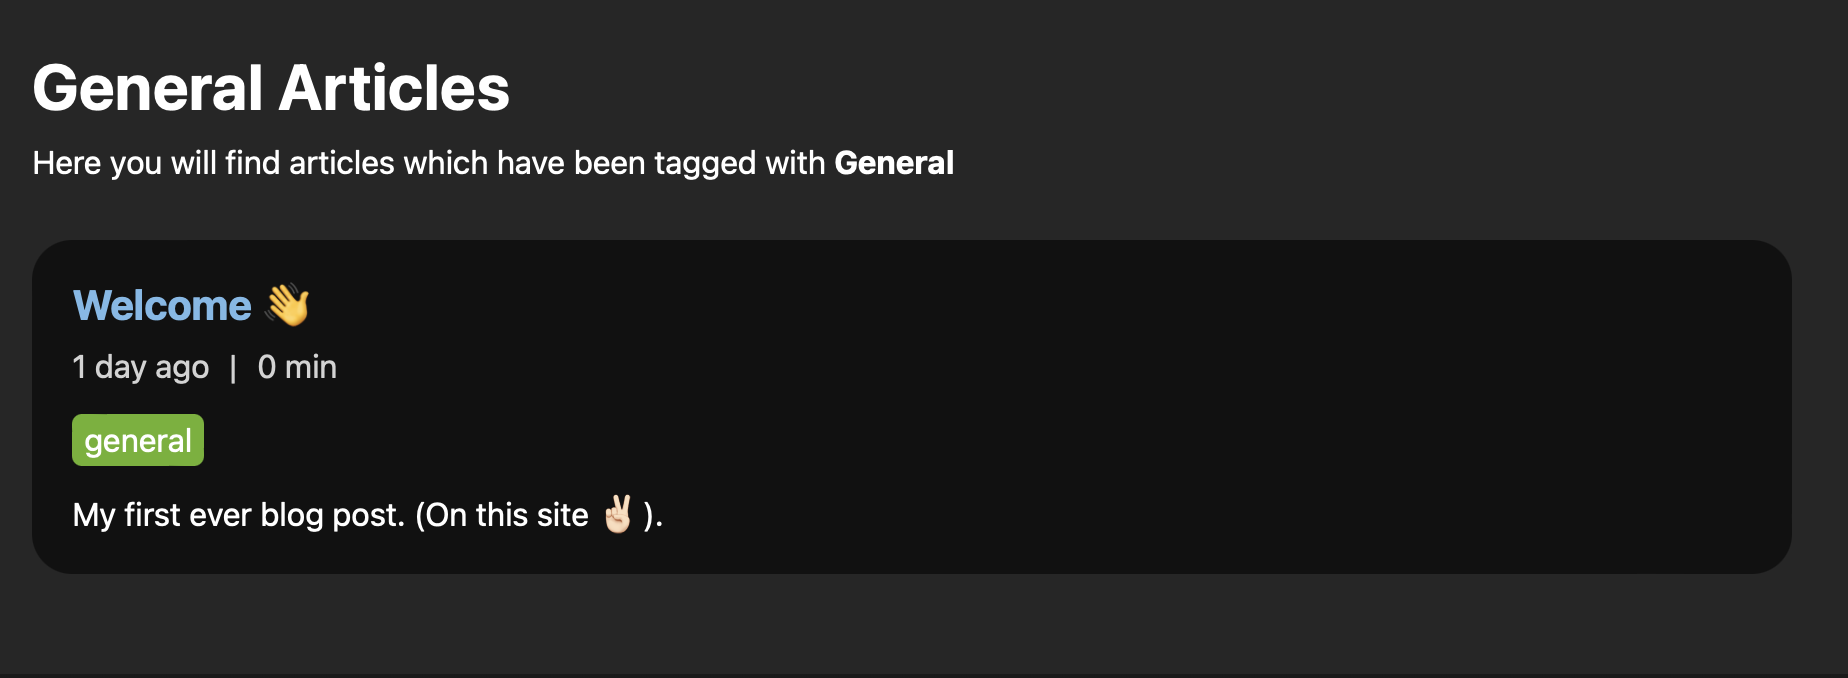 General Articles
Here you will find articles which have been tagged with General
Welcome 👋
1 day ago | 0 min
general
My first ever blog post. (On this site ✌🏻 ).